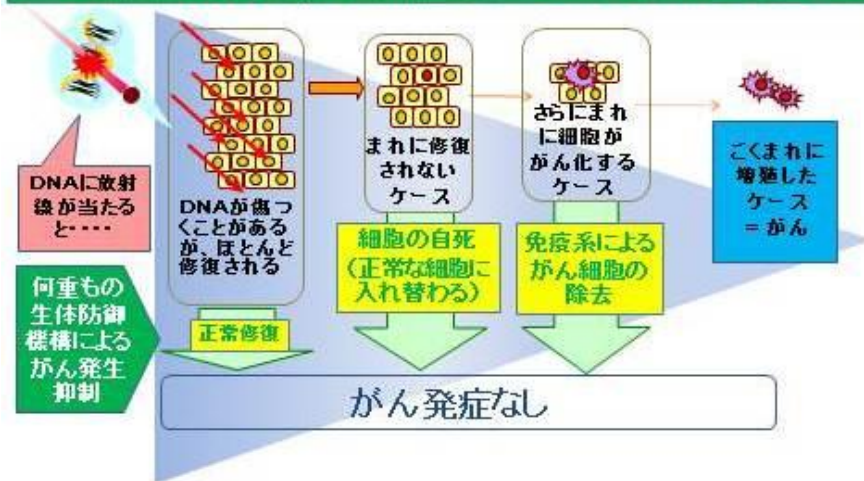 DNAに放射
線が当たる
と・・・・
DNAが傷つ
くことがある
が、ほとんど
修復される
まれに修復
されない
ケース
さらにまれ
に細胞が
がん化する
ケース
ごくまれに
増殖した
ケース
=がん
何重もの
生体防御
機構による
がん発生
抑制
正常修復
細胞の自死
(正常な細胞に
入れ替わる)
免疫系による
がん細胞の
除去
がん発症なし